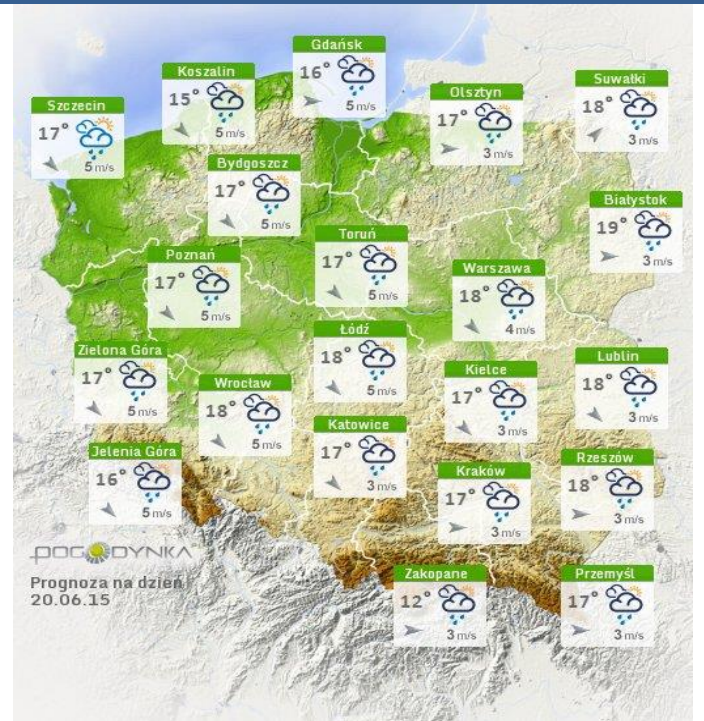 Gdańsk
16°
5 m/s
Koszalin
15°
5 m/s
Suwałki
18°
3 m/s
Olsztyn
17°
3 m/s
Szczecin
17°
5 m/s
Bydgoszcz
17°
5 m/s
Białystok
19°
3 m/s
Toruń
17°
5 m/s
Poznań
17°
5 m/s
Warszawa
18°
4 m/s
Łódź
18°
5 m/s
Zielona Góra
17°
5 m/s
Lublin
18°
3 m/s
Kielce
17°
3 m/s
Wrocław
18°
5 m/s
Katowice
17°
3 m/s
Jelenia Góra
16°
5 m/s
Rzeszów
18°
3 m/s
Kraków
17°
3 m/s
POGODYNKA
Prognoza na dzień
20.06.15
Zakopane
12°
3 m/s
Przemyśl
17°
3 m/s